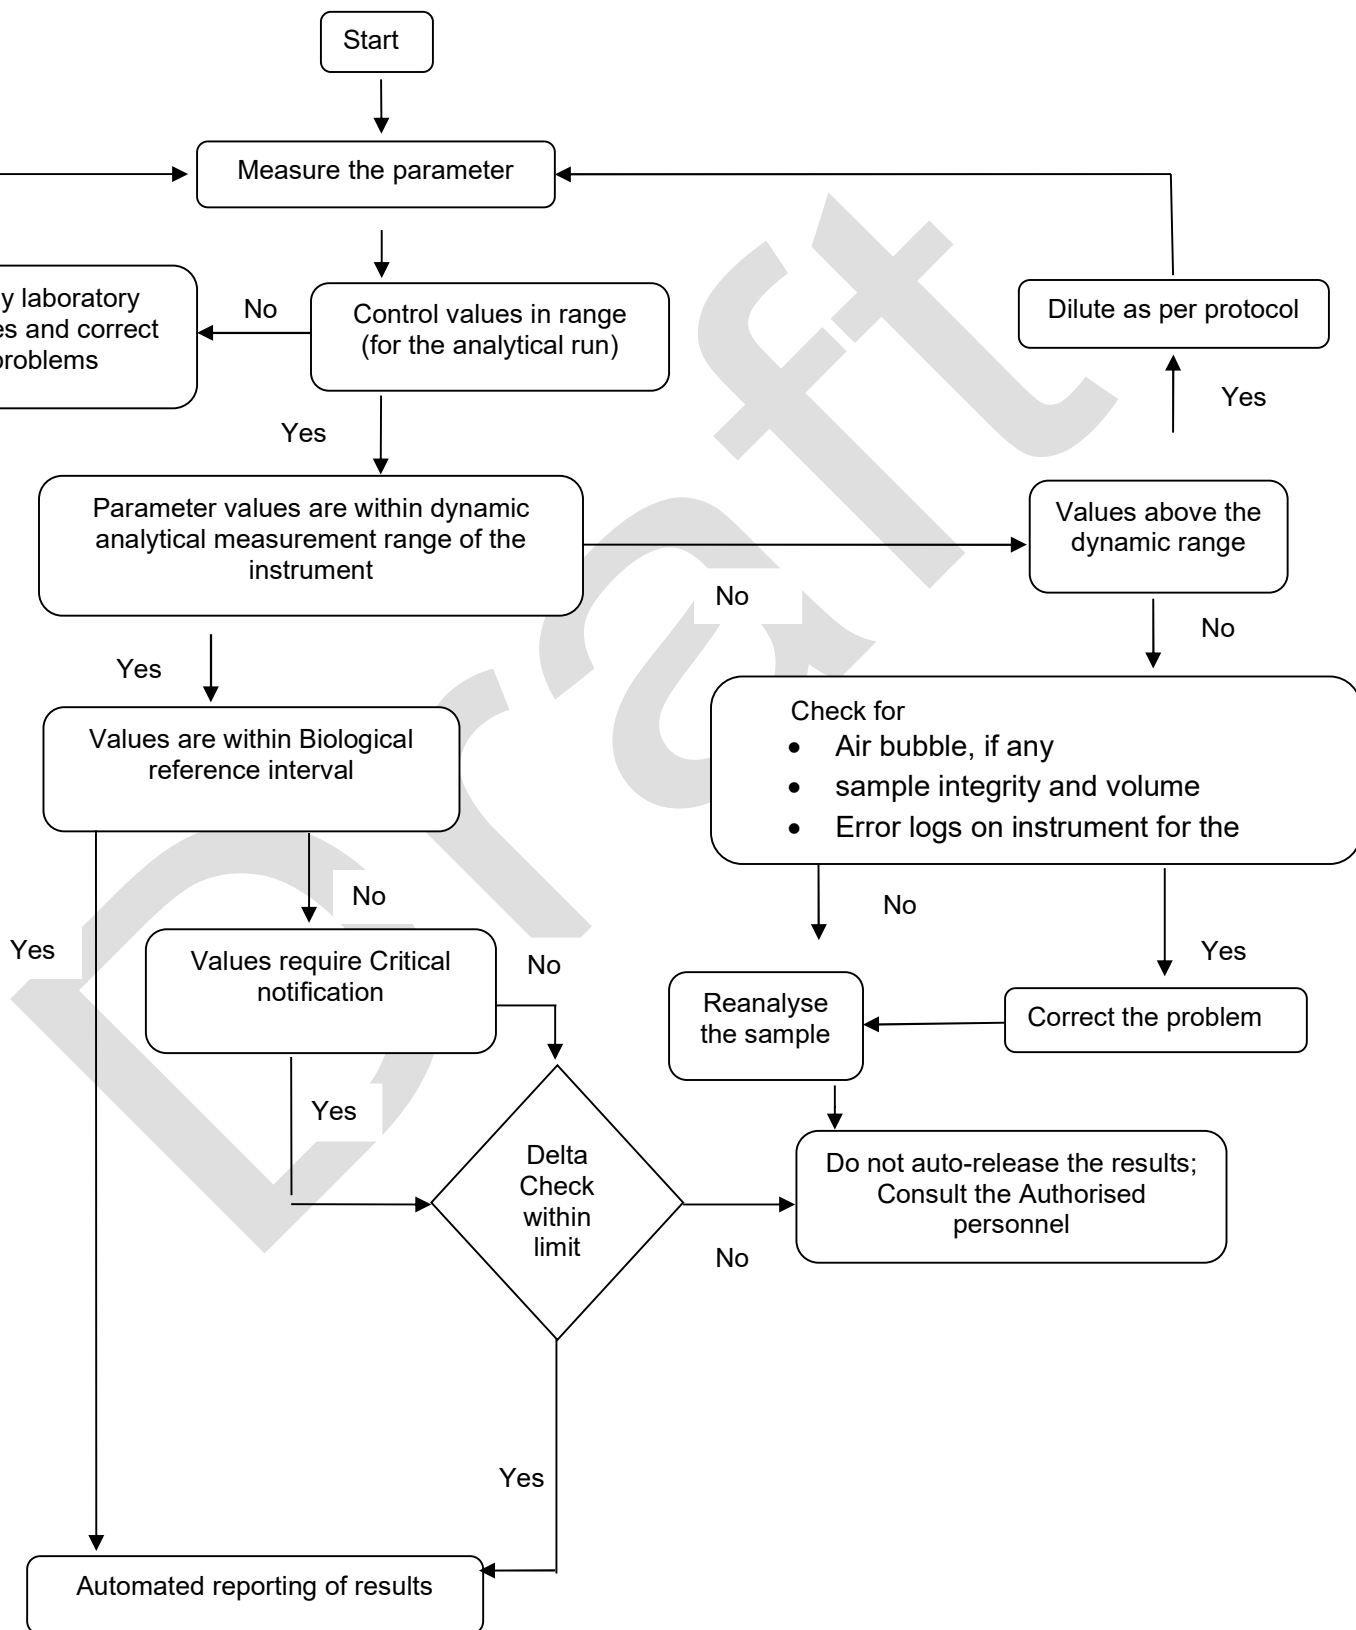 Start
Measure the parameter
y laboratory
es and correct
problems
No
Control values in range
(for the analytical run)
Dilute as per protocol
Yes
Yes
Parameter values are within dynamic
analytical measurement range of the
instrument
Values above the
dynamic range
No
No
Yes
Values are within Biological
reference interval
Check for
• Air bubble, if any
• sample integrity and volume
• Error logs on instrument for the
No
No
Yes
Values require Critical
notification
No
Yes
Reanalyse
the sample
Correct the problem
Yes
Delta
Check
within
limit
Do not auto-release the results;
Consult the Authorised
personnel
No
Yes
Automated reporting of results
Draft